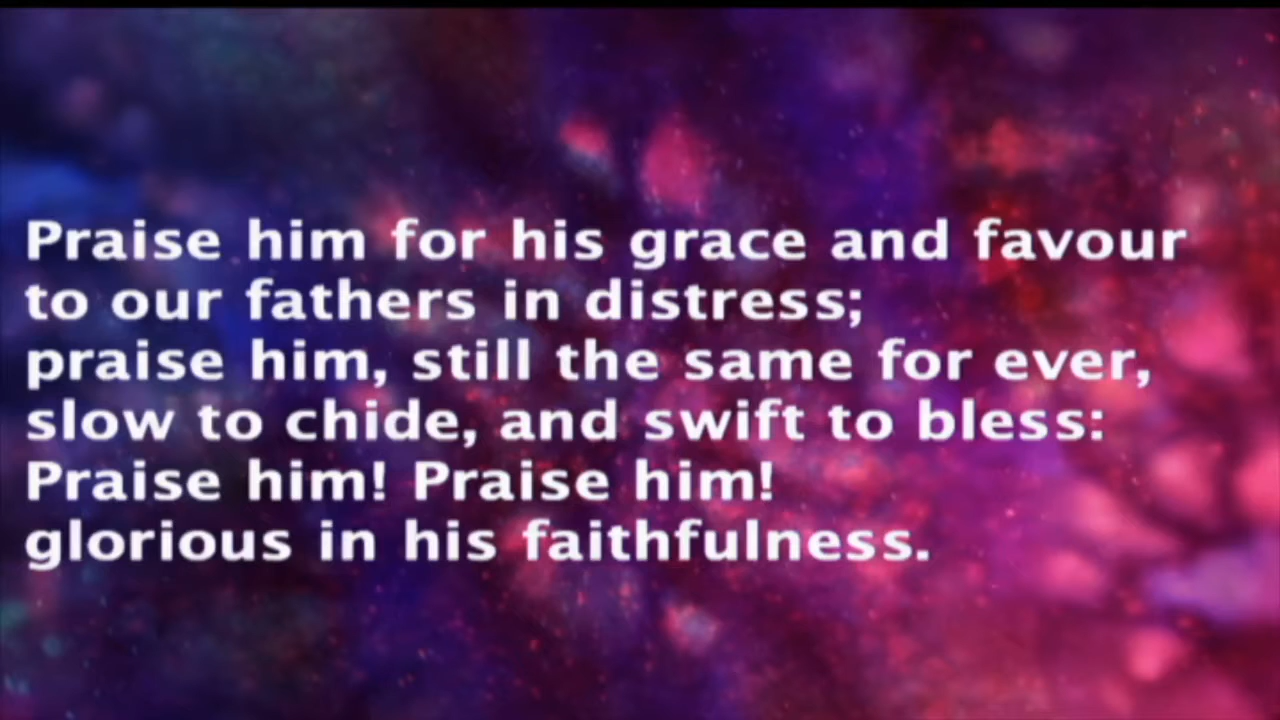 Praise him for his grace and favour
to our fathers in distress;
praise him, still the same for ever,
slow to chide, and swift to bless:
Praise him! Praise him!
glorious in his faithfulness.